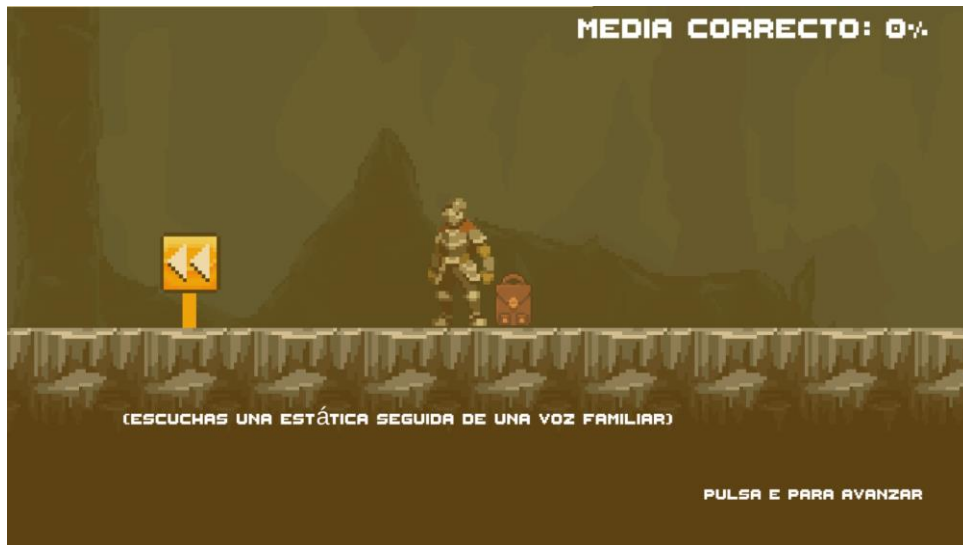 MEDIA CORRECTO: 0%
(ESCUCHAS UNA ESTáTICA SEGUIDA DE UNA VOZ FAMILIAR)
PULSA E PARA AVANZAR